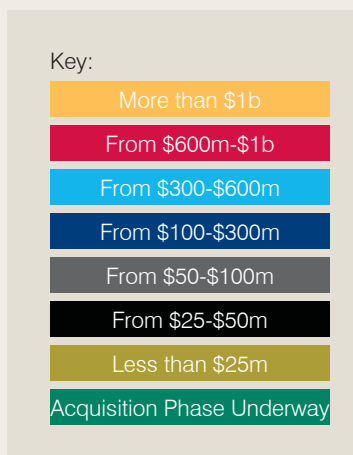 Key:
More than $1b
From $600m-$1b
From $300-$600m
From $100-$300m
From $50-$100m
From $25-$50m
Less than $25m
Acquisition Phase Underway